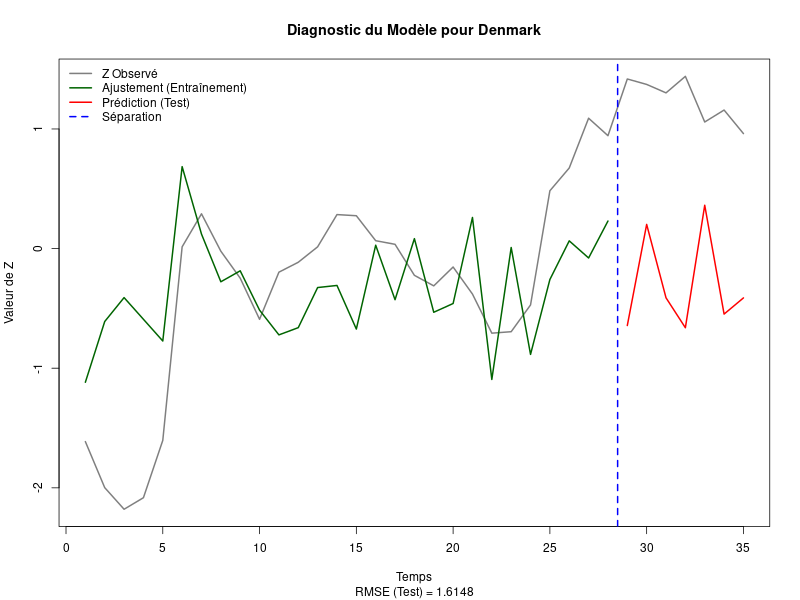 Diagnostic du Modèle pour Denmark
Z Observé
Ajustement (Entraînement)
Prédiction (Test)
Séparation
Valeur de Z
1
0
-1
-2
0 5 10 15 20 25 30 35
Temps
RMSE (Test) = 1.6148